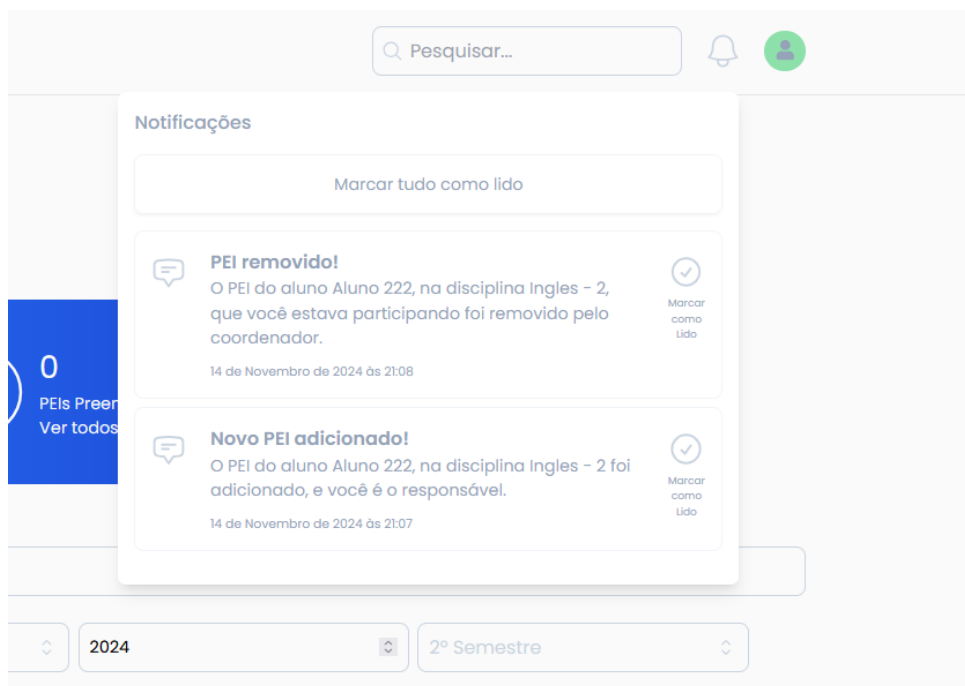 Pesquisar...
Notificações
Marcar tudo como lido
PEI removido!
O PEI do aluno Aluno 222, na disciplina Ingles - 2,
que você estava participando foi removido pelo
coordenador.
14 de Novembro de 2024 às 21:08
Marcar
como
Lido
0
PEIs Preen
Ver todos
Novo PEI adicionado!
O PEI do aluno Aluno 222, na disciplina Ingles - 2 foi
adicionado, e você é o responsável.
14 de Novembro de 2024 às 21:07
Marcar
como
Lido
2024
2º Semestre